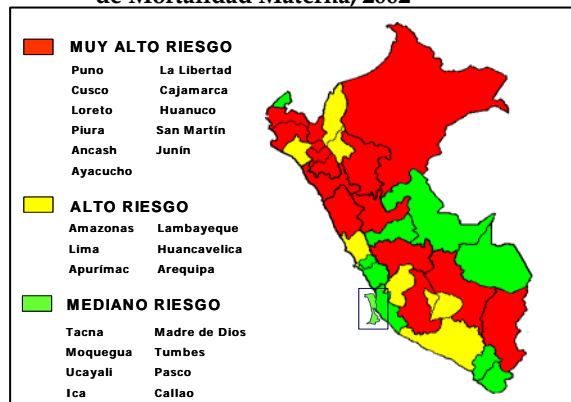 de Mortalidad Materna, 2002
MUY ALTO RIESGO
Puno La Libertad
Cusco Cajamarca
Loreto Huanuco
Piura San Martín
Ancash Junín
Ayacucho
ALTO RIESGO
Amazonas Lambayeque
Lima Huancavelica
Apurímac Arequipa
MEDIANO RIESGO
Tacna Madre de Dios
Moquegua Tumbes
Ucayali Pasco
Ica Callao